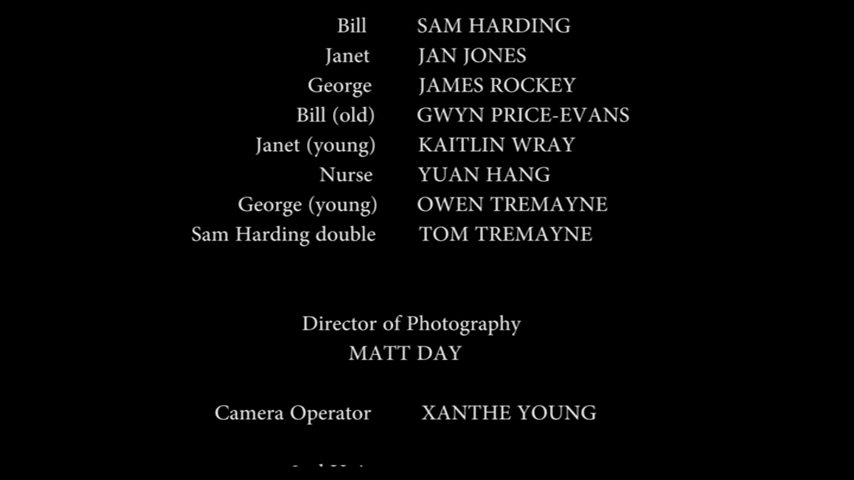 Bill SAM HARDING
Janet JAN JONES
George JAMES ROCKEY
Bill (old) GWYN PRICE-EVANS
Janet (young) KAITLIN WRAY
Nurse YUAN HANG
George (young) OWEN TREMAYNE
Sam Harding double TOM TREMAYNE
Director of Photography
MATT DAY
Camera Operator XANTHE YOUNG